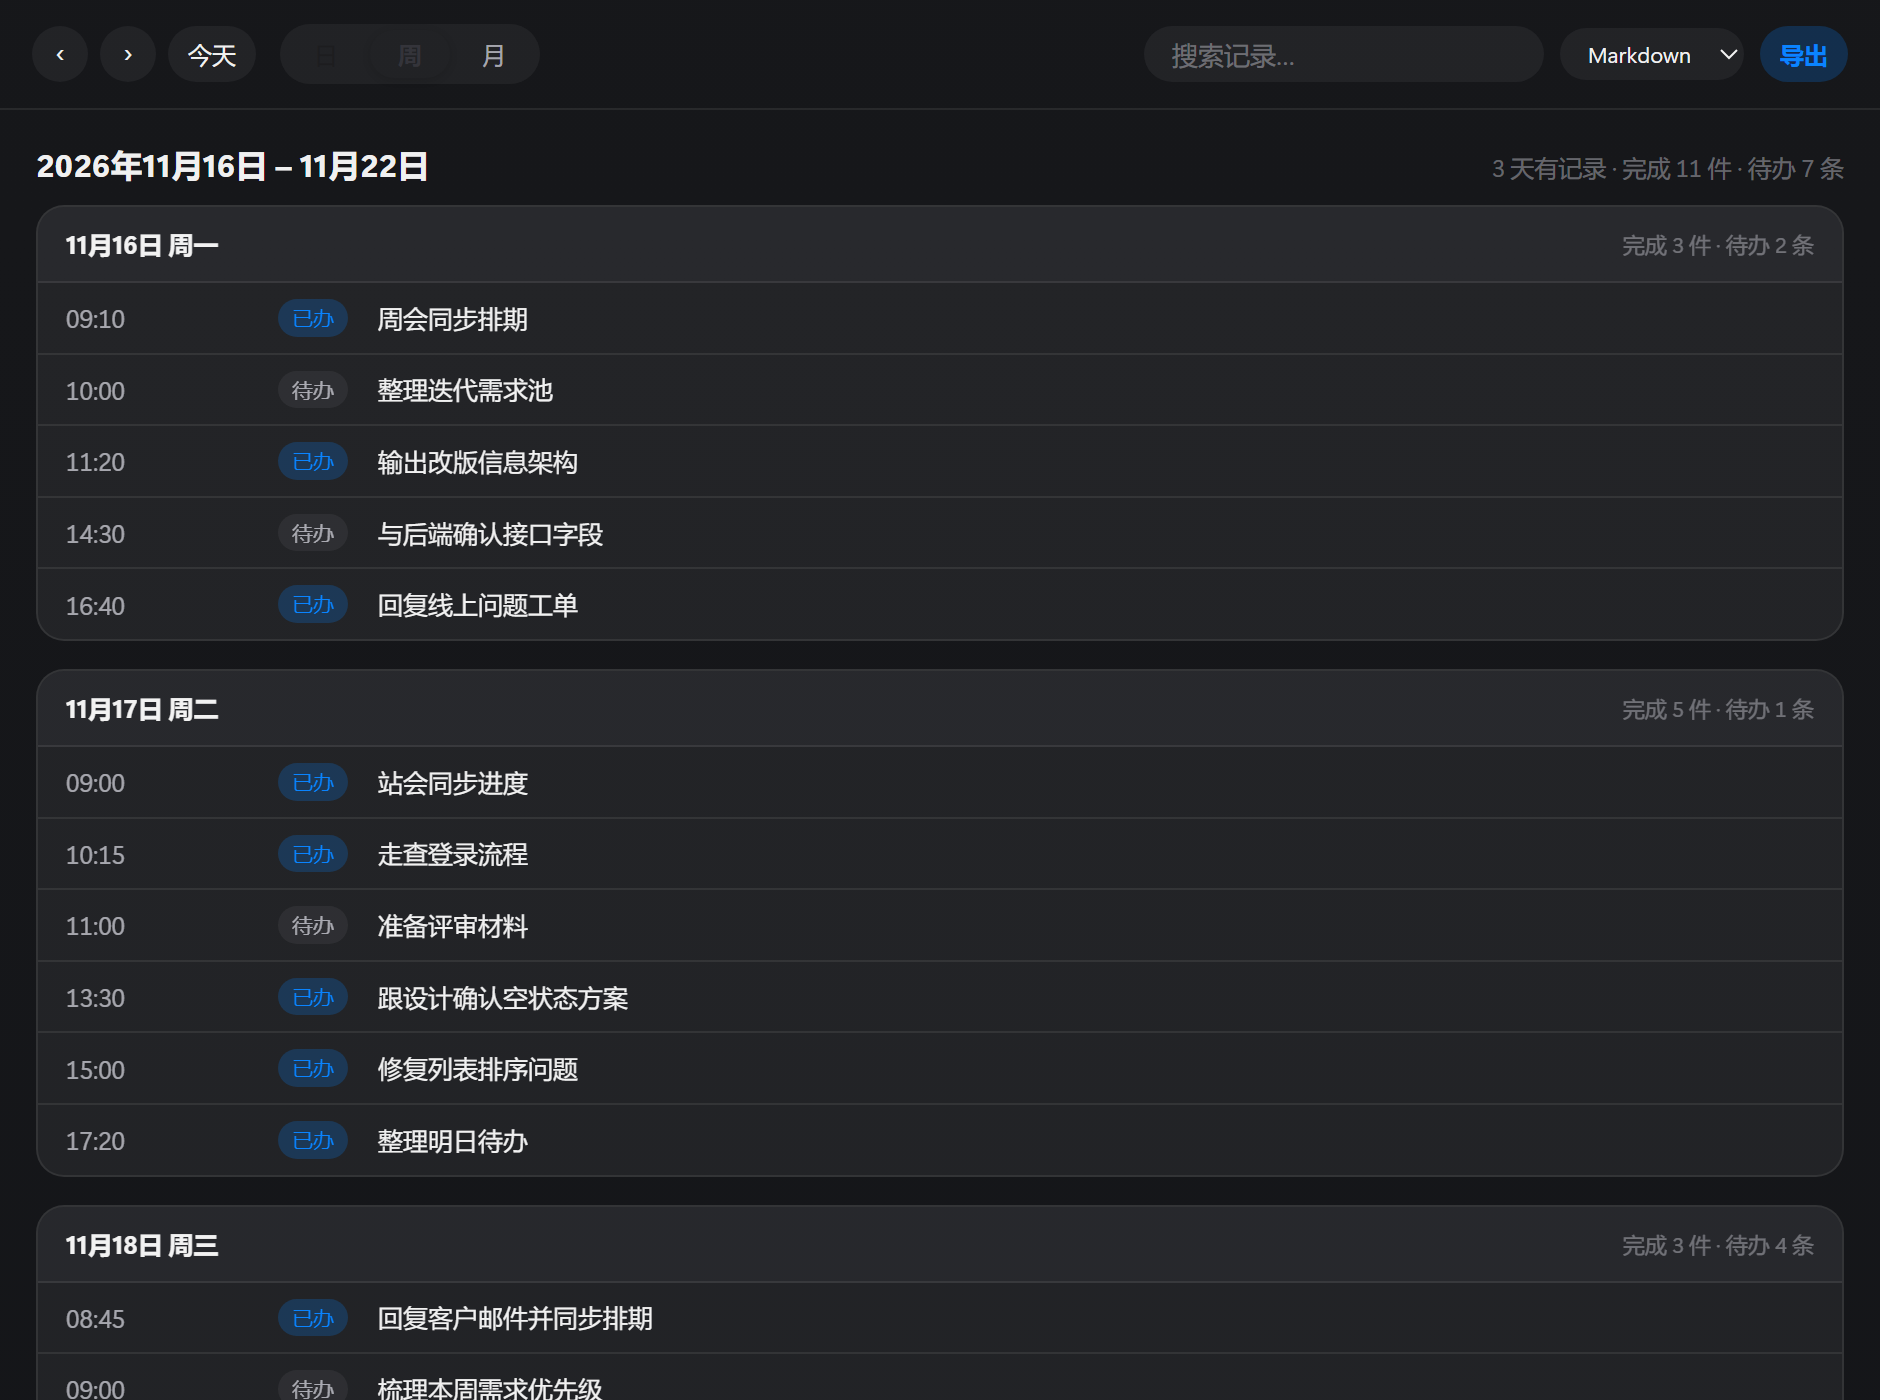 ‹ › 今天 日 周 月 搜索记录... Markdown 导出
2026年11月16日 – 11月22日 3 天有记录 · 完成 11 件 · 待办 7 条
11月16日 周一 完成 3 件 · 待办 2 条
09:10 已办 周会同步排期
10:00 待办 整理迭代需求池
11:20 已办 输出改版信息架构
14:30 待办 与后端确认接口字段
16:40 已办 回复线上问题工单
11月17日 周二 完成 5 件 · 待办 1 条
09:00 已办 站会同步进度
10:15 已办 走查登录流程
11:00 待办 准备评审材料
13:30 已办 跟设计确认空状态方案
15:00 已办 修复列表排序问题
17:20 已办 整理明日待办
11月18日 周三 完成 3 件 · 待办 4 条
08:45 已办 回复客户邮件并同步排期
09:00 待办 梳理本周需求优先级